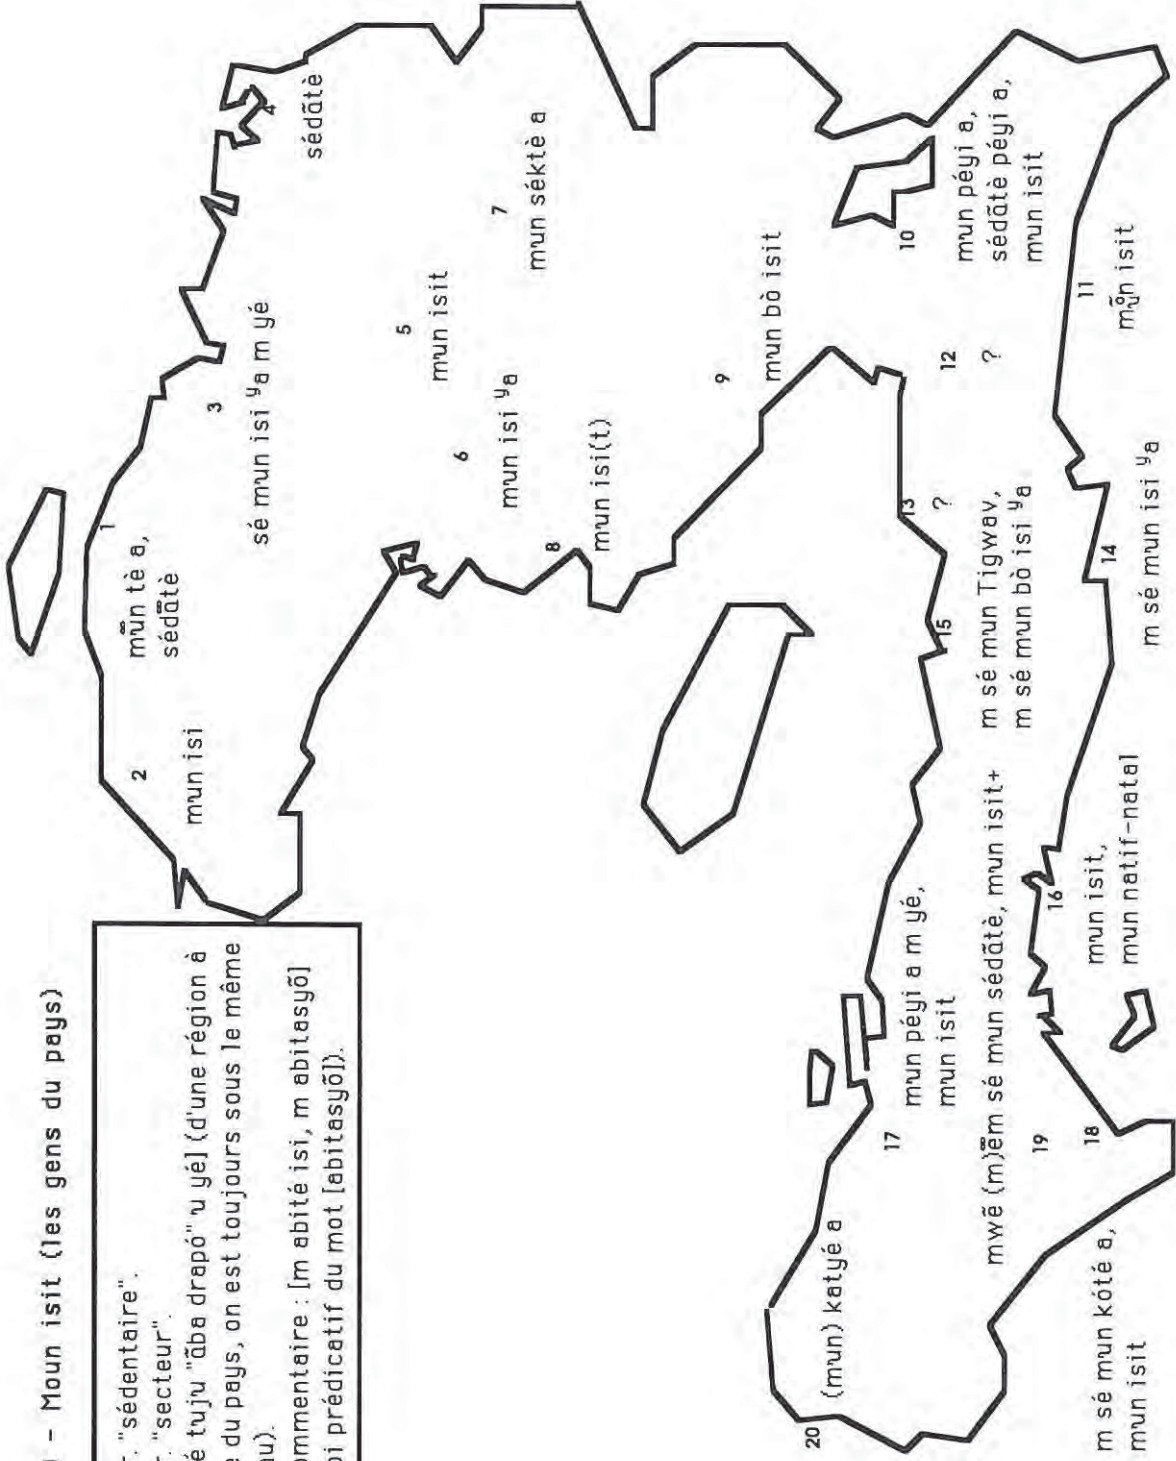 - Moun isit (les gens du pays)
"sédentaire".
"secteur".
é tuju "ãba drapó" u yé] (d'une région à
du pays, on est toujours sous le même
commentaire : [m abité isi, m abitasyõ]
prédicatif du mot [abitasyõ]).
1
mũn tè a,
sédãtè
2
mun isi
3
sé mun isi ʸa m yé
4
sédãtè
5
mun isit
6
mun isi ʸa
7
mun séktè a
8
mun isi(t)
9
mun bò isit
10
mun péyi a,
sédãtè péyi a,
mun isit
11
mũn isit
12
?
13
?
14
m sé mun isi ʸa
15
m sé mun Tigwav,
m sé mun bò isi ʸa
16
mun isit,
mun natif-natal
17
mun péyi a m yé,
mun isit
mwẽ (m)ẽm sé mun sédãtè, mun isit+
19
18
m sé mun kóté a,
mun isit
20
(mun) katyé a